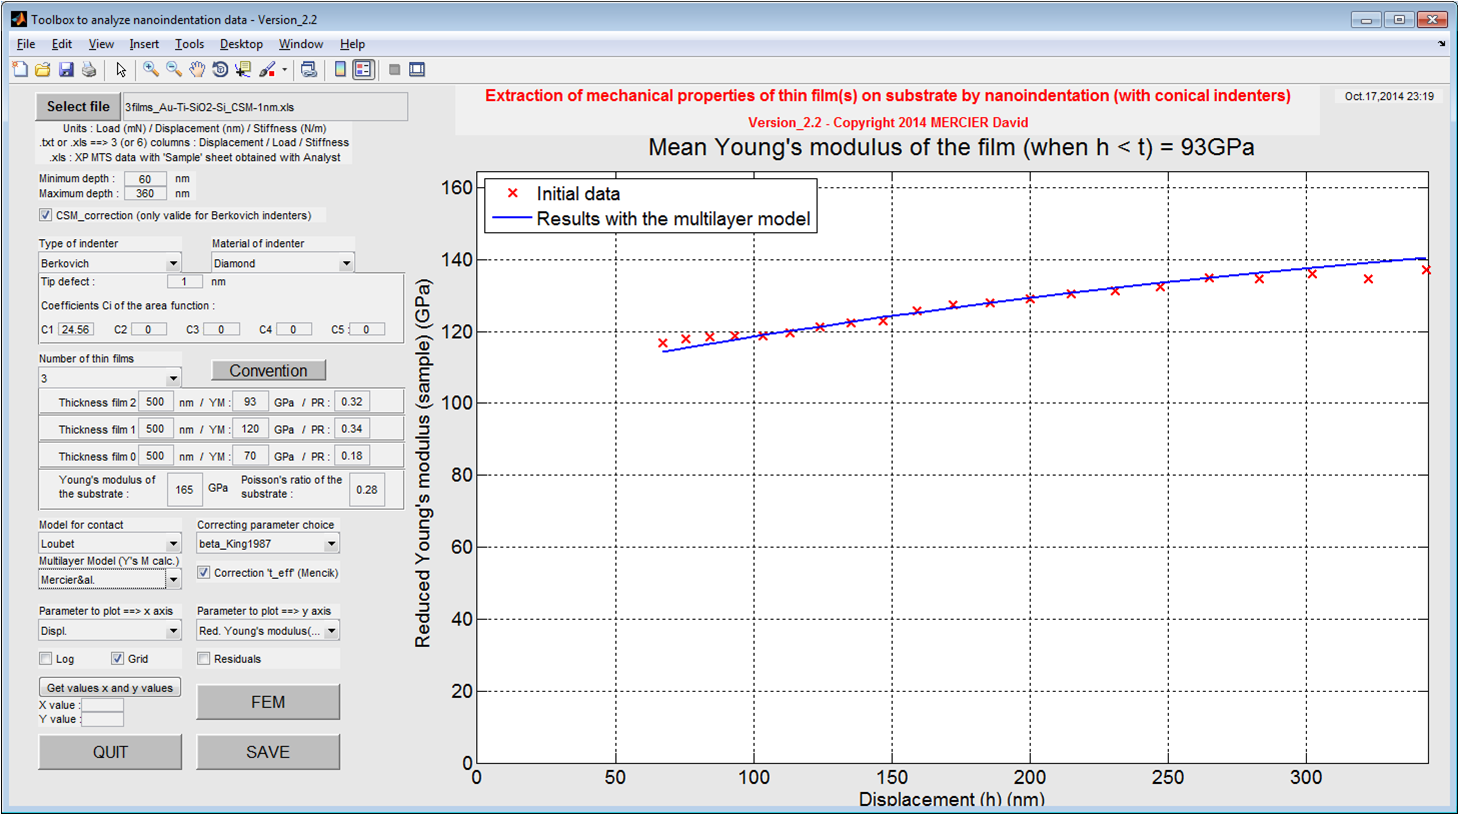 Toolbox to analyze nanoindentation data - Version_2.2
File Edit View Insert Tools Desktop Window Help
Select file 3films_Au-Ti-SiO2-Si_CSM-1nm.xls
Units : Load (mN) / Displacement (nm) / Stiffness (N/m)
.txt or .xls ==> 3 (or 6) columns : Displacement / Load / Stiffness
.xls : XP MTS data with 'Sample' sheet obtained with Analyst
Minimum depth : 60 nm
Maximum depth : 360 nm
CSM_correction (only valide for Berkovich indenters)
Type of indenter Material of indenter
Berkovich Diamond
Tip defect : 1 nm
Coefficients Ci of the area function :
C1 24.56 C2 0 C3 0 C4 0 C5 : 0
Number of thin films
3 Convention
Thickness film 2 500 nm / YM : 93 GPa / PR : 0.32
Thickness film 1 500 nm / YM : 120 GPa / PR : 0.34
Thickness film 0 500 nm / YM : 70 GPa / PR : 0.18
Young's modulus of the substrate : 165 GPa Poisson's ratio of the substrate : 0.28
Model for contact Correcting parameter choice
Loubet beta_King1987
Multilayer Model (Y's M calc.)
Mercier&al. Correction 't_eff' (Mencik)
Parameter to plot ==> x axis Parameter to plot ==> y axis
Displ. Red. Young's modulus(...
Log Grid Residuals
Get values x and y values
X value :
Y value :
FEM
QUIT SAVE
Extraction of mechanical properties of thin film(s) on substrate by nanoindentation (with conical indenters)
Version_2.2 - Copyright 2014 MERCIER David
Oct.17,2014 23:19
Mean Young's modulus of the film (when h < t) = 93GPa
Initial data
Results with the multilayer model
Reduced Young's modulus (sample) (GPa)
160
140
120
100
80
60
40
20
0
0 50 100 150 200 250 300
Displacement (h) (nm)